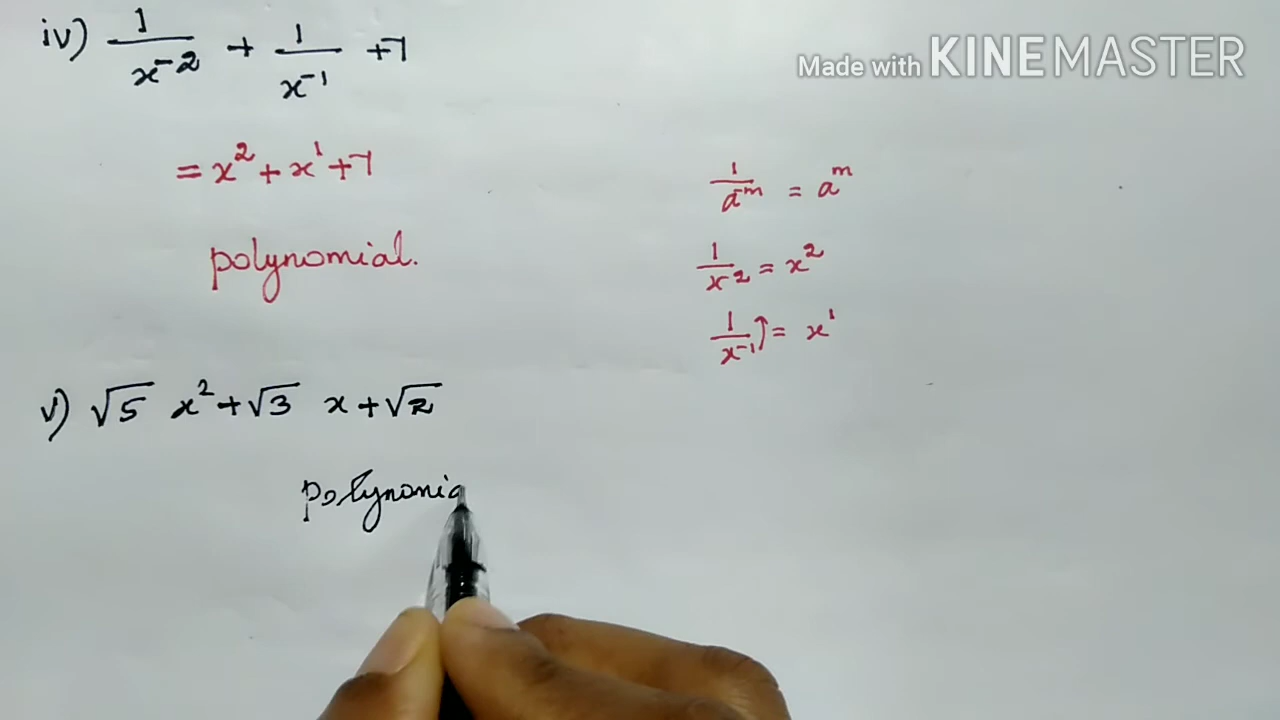 Made with KINEMASTER
iv) 1/x⁻² + 1/x⁻¹ + 7
= x² + x¹ + 7
polynomial.
1/a⁻ᵐ = aᵐ
1/x⁻² = x²
1/x⁻¹ = x¹
v) √5 x² + √3 x + √2
polynomia